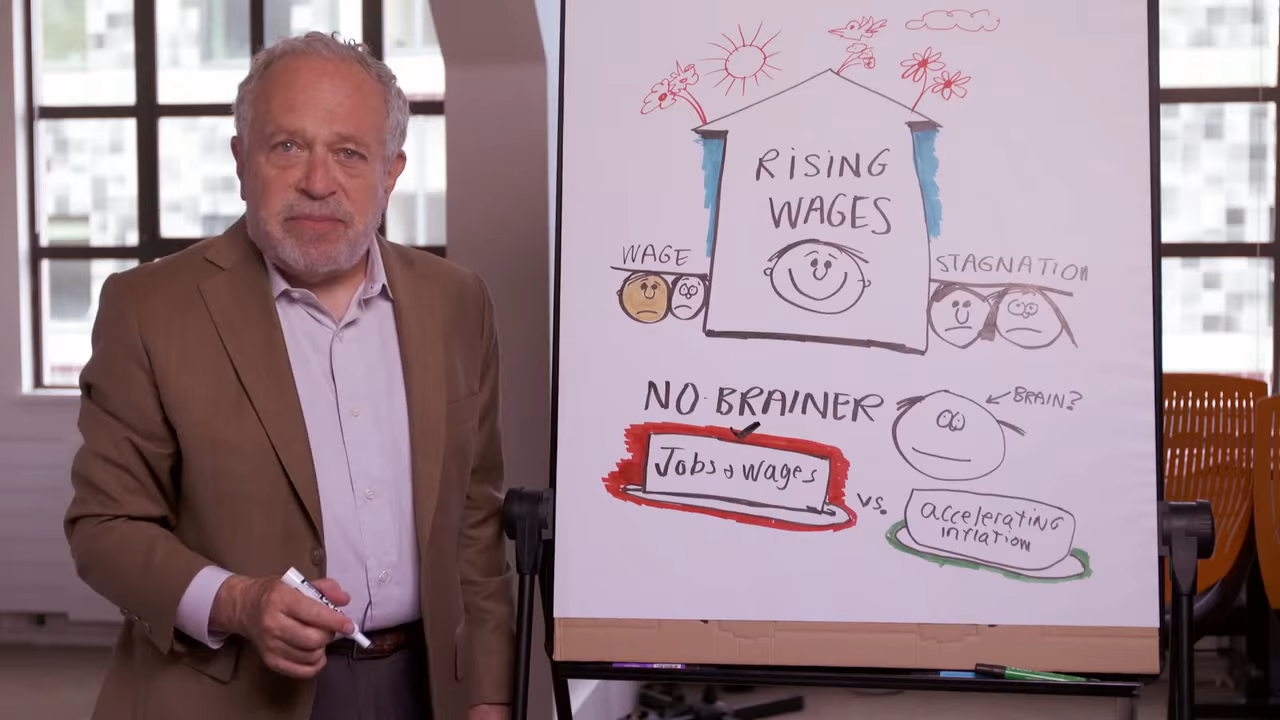 RISING
WAGES
WAGE
STAGNATION
NO-BRAINER
BRAIN?
Jobs & wages
vs.
accelerating
inflation